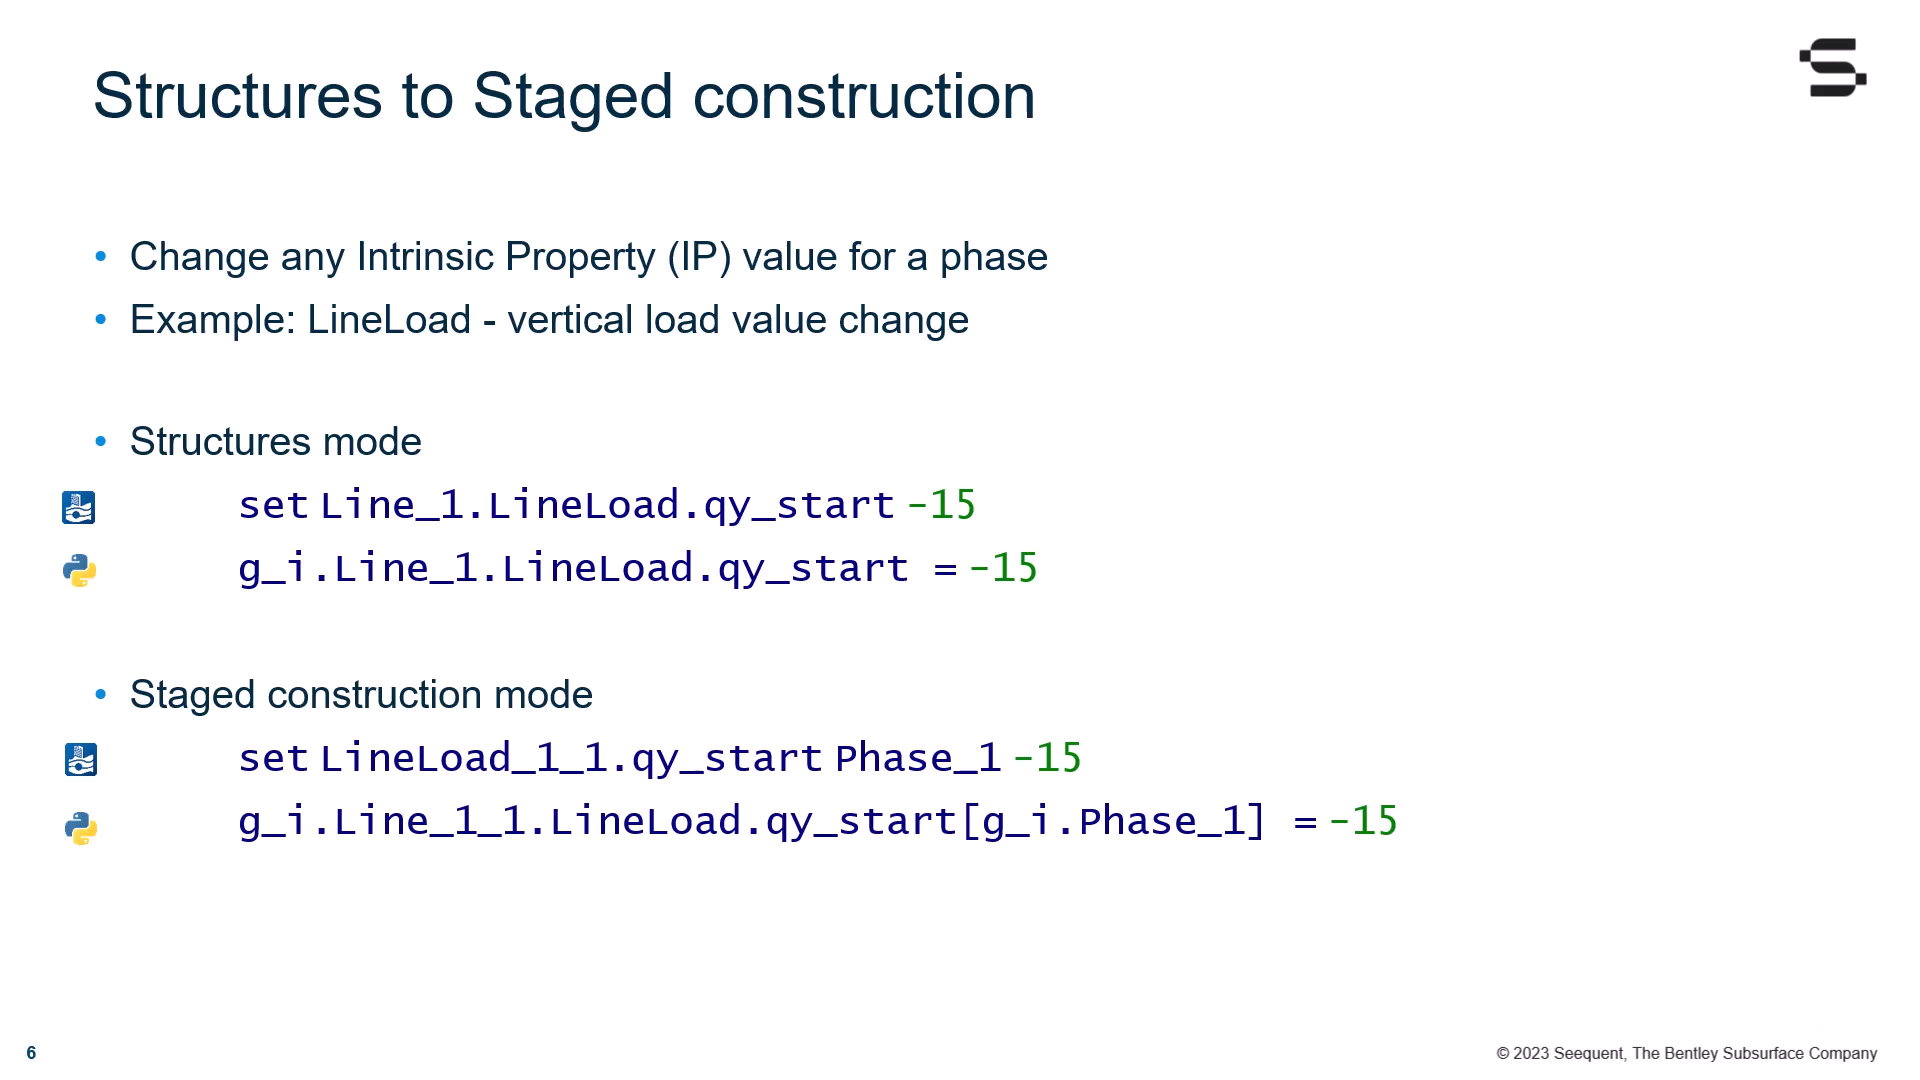 Structures to Staged construction
• Change any Intrinsic Property (IP) value for a phase
• Example: LineLoad - vertical load value change
• Structures mode
set Line_1.LineLoad.qy_start -15
g_i.Line_1.LineLoad.qy_start = -15
• Staged construction mode
set LineLoad_1_1.qy_start Phase_1 -15
g_i.Line_1_1.LineLoad.qy_start[g_i.Phase_1] = -15
6
© 2023 Seequent, The Bentley Subsurface Company